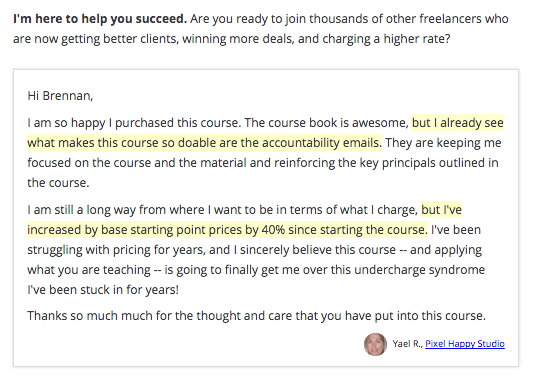 I'm here to help you succeed. Are you ready to join thousands of other freelancers who
are now getting better clients, winning more deals, and charging a higher rate?
Hi Brennan,
I am so happy I purchased this course. The course book is awesome, but I already see
what makes this course so doable are the accountability emails. They are keeping me
focused on the course and the material and reinforcing the key principals outlined in
the course.
I am still a long way from where I want to be in terms of what I charge, but I've
increased by base starting point prices by 40% since starting the course. I've been
struggling with pricing for years, and I sincerely believe this course -- and applying
what you are teaching -- is going to finally get me over this undercharge syndrome
I've been stuck in for years!
Thanks so much much for the thought and care that you have put into this course.
Yael R., Pixel Happy Studio